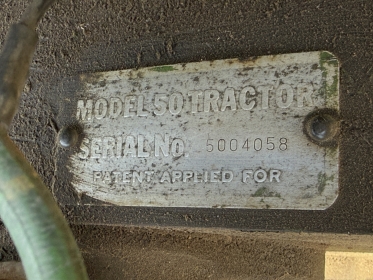 MODEL 50 TRACTOR
SERIAL No. 5004058
PATENT APPLIED FOR